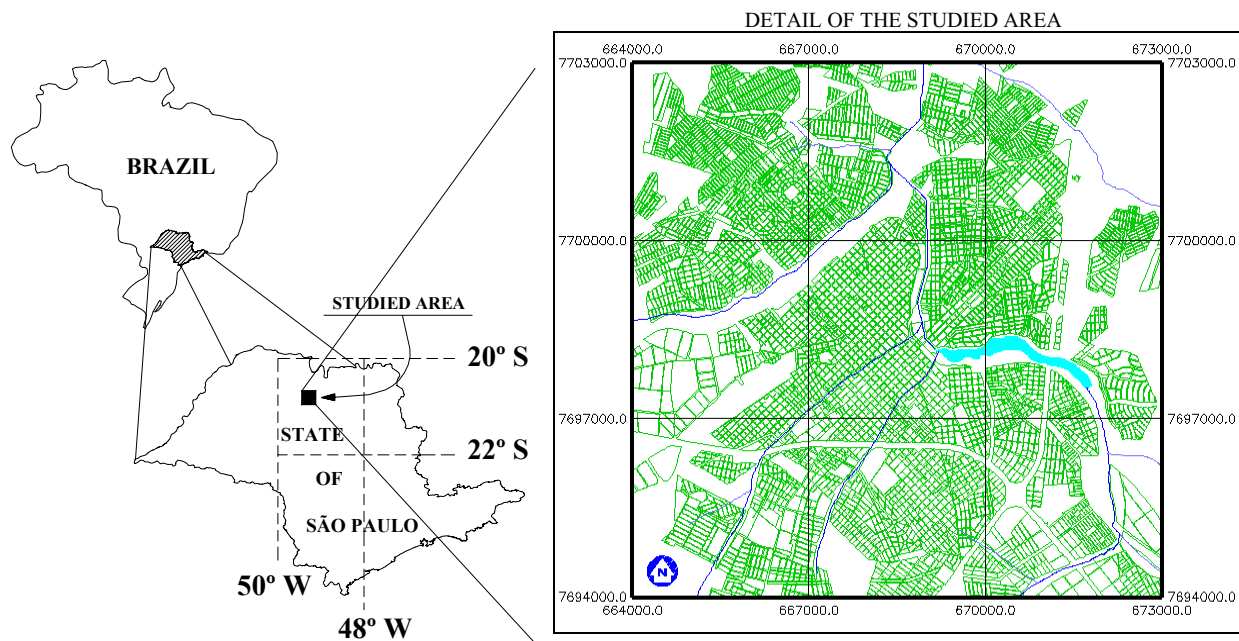 DETAIL OF THE STUDIED AREA
664000.0 667000.0 670000.0 673000.0
7703000.0 7703000.0
BRAZIL
7700000.0 7700000.0
STUDIED AREA
20º S
STATE
22º S
OF
SÃO PAULO
50º W
48º W
7697000.0 7697000.0
N
7694000.0 7694000.0
664000.0 667000.0 670000.0 673000.0